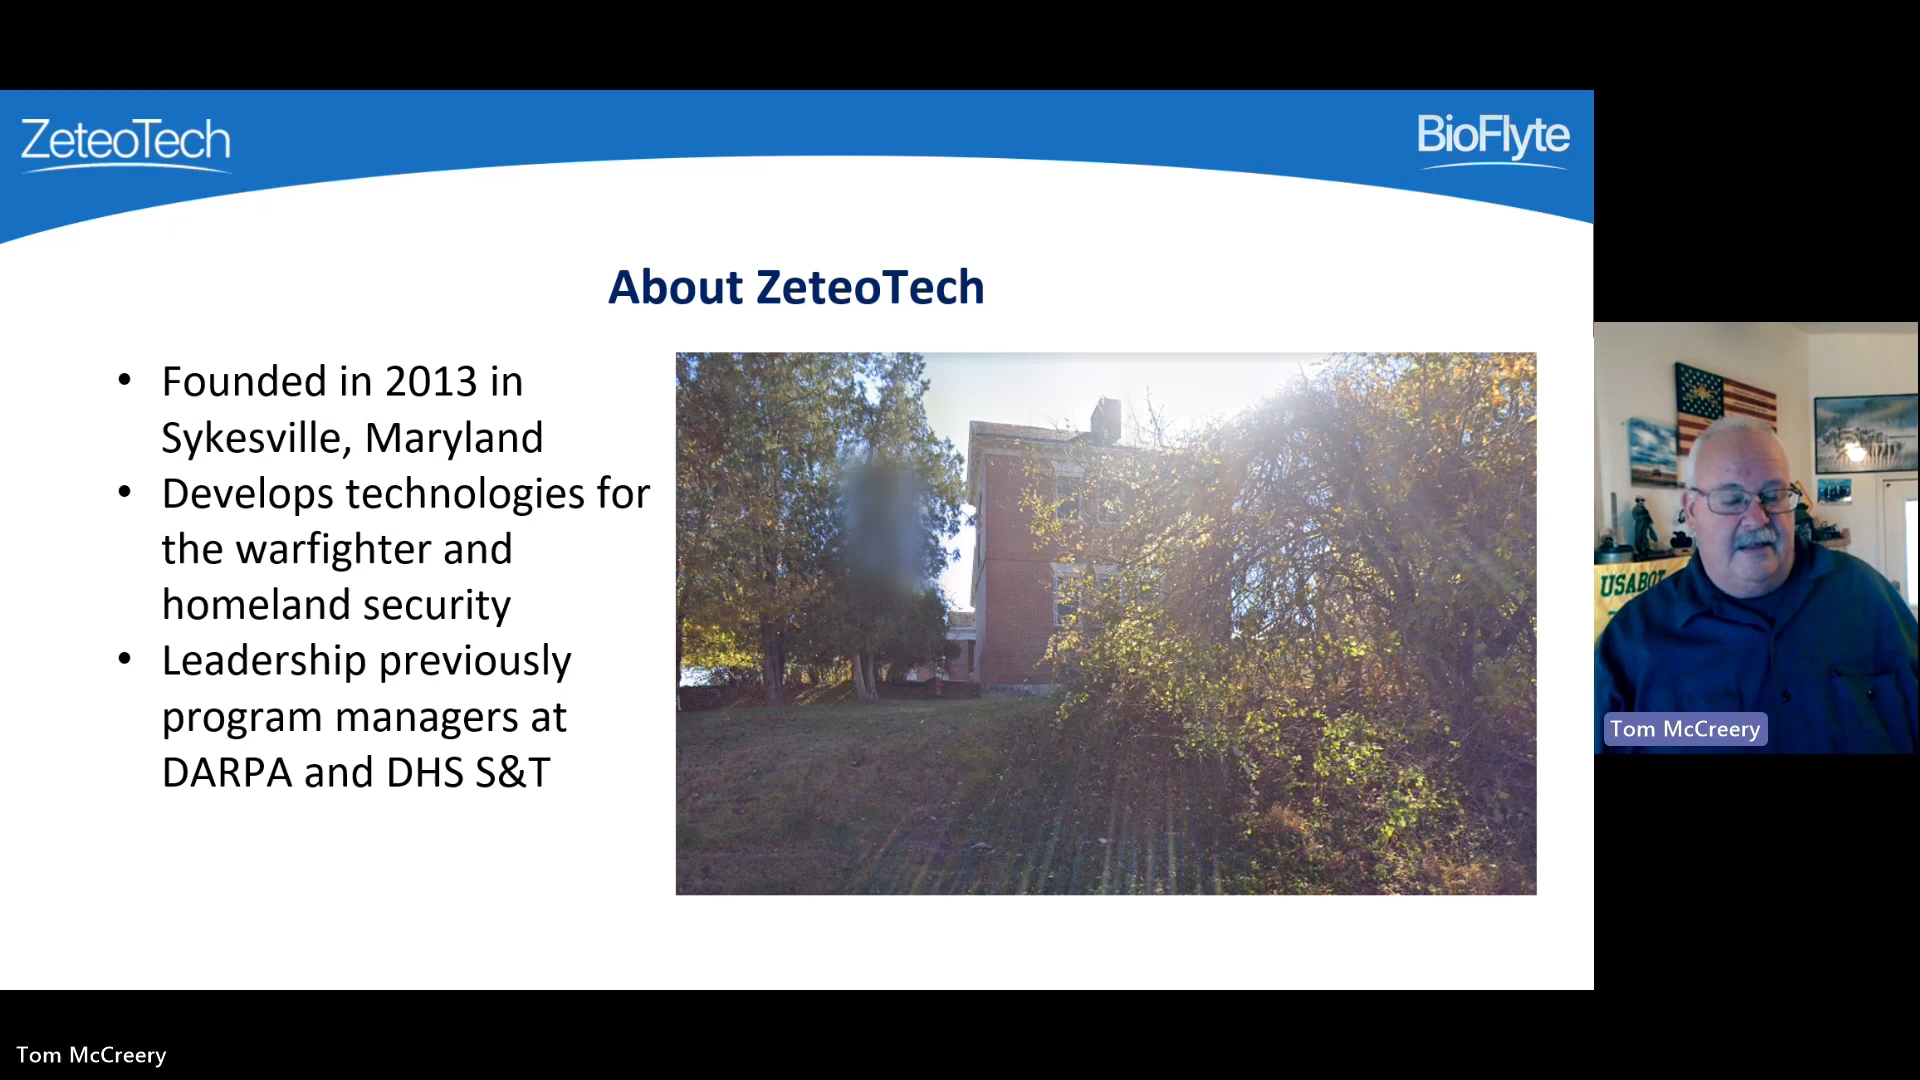 ZeteoTech
BioFlyte
About ZeteoTech
• Founded in 2013 in
Sykesville, Maryland
• Develops technologies for
the warfighter and
homeland security
• Leadership previously
program managers at
DARPA and DHS S&T
USABOT
Tom McCreery
Tom McCreery